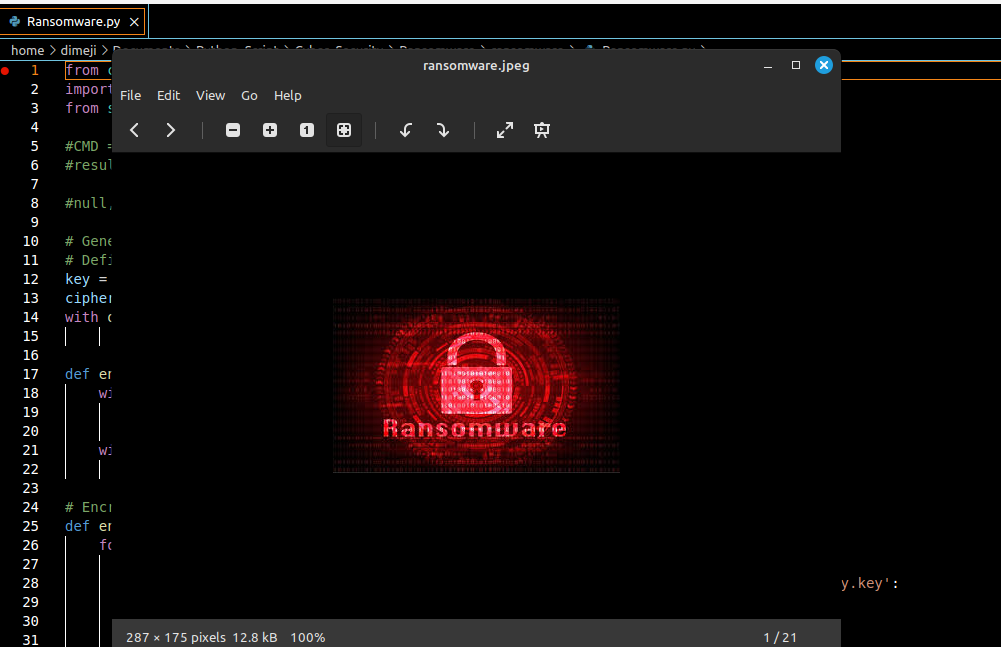 Ransomware.py
home > dimeji >
ransomware.jpeg
File Edit View Go Help
1 from
2 import
3 from
4
5 #CMD =
6 #resul
7
8 #null,
9
10 # Gene
11 # Defi
12 key =
13 cipher
14 with
15
16
17 def en
18 wi
19
20
21 wi
22
23
24 # Encr
25 def en
26 fo
27
28 y.key':
29
30
31
1
Ransomware
287 × 175 pixels 12.8 kB 100%
1 / 21